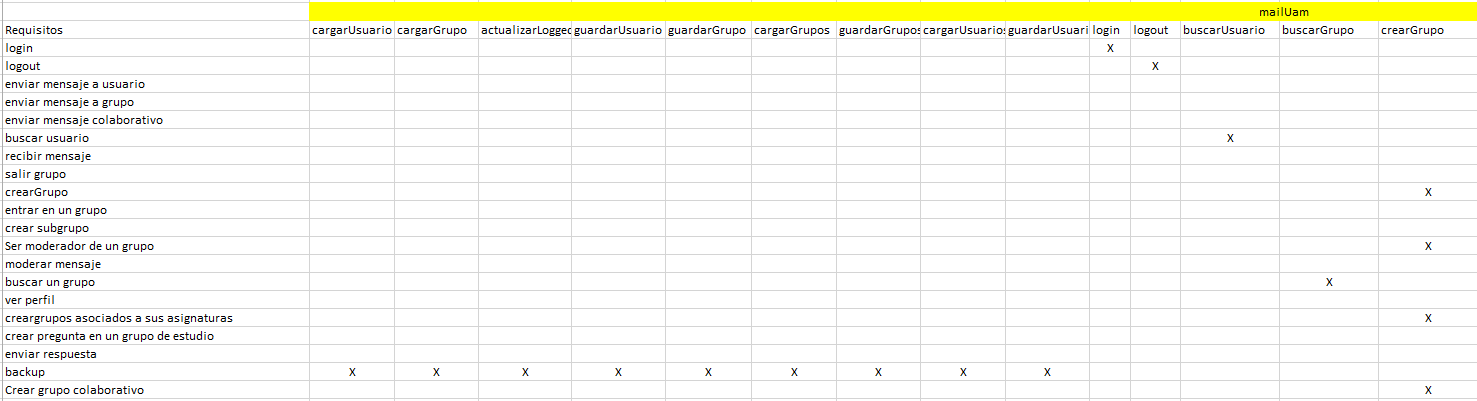 mailUam
Requisitos cargarUsuario cargarGrupo actualizarLogged guardarUsuario guardarGrupo cargarGrupos guardarGrupos cargarUsuarios guardarUsuari login logout buscarUsuario buscarGrupo crearGrupo
login X
logout X
enviar mensaje a usuario
enviar mensaje a grupo
enviar mensaje colaborativo
buscar usuario X
recibir mensaje
salir grupo
crearGrupo X
entrar en un grupo
crear subgrupo
Ser moderador de un grupo X
moderar mensaje
buscar un grupo X
ver perfil
creargrupos asociados a sus asignaturas X
crear pregunta en un grupo de estudio
enviar respuesta
backup X X X X X X X X X
Crear grupo colaborativo X